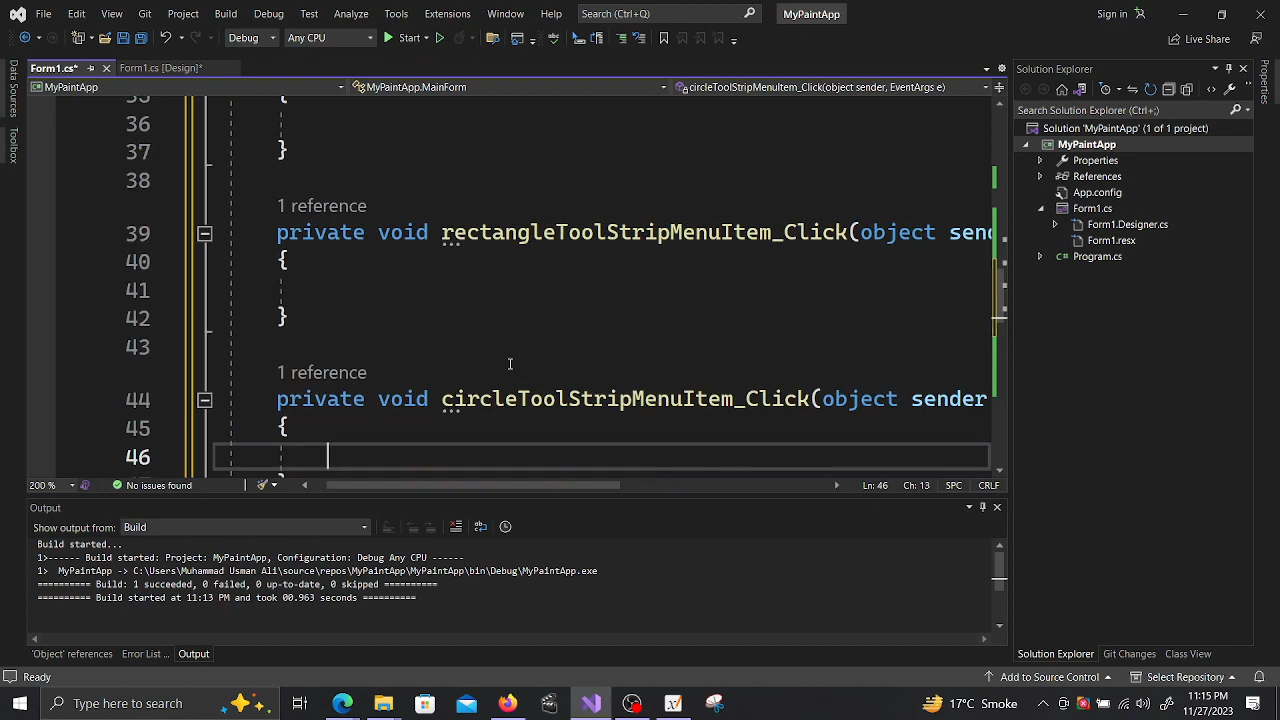 File Edit View Git Project Build Debug Test Analyze Tools Extensions Window Help Search (Ctrl+Q) MyPaintApp Sign in
Debug Any CPU Start Live Share
Form1.cs* Form1.cs [Design]*
MyPaintApp MyPaintApp.MainForm circleToolStripMenuItem_Click(object sender, EventArgs e)
Data Sources
Toolbox
35 {
36
37 }
38
1 reference
39 private void rectangleToolStripMenuItem_Click(object send
40 {
41
42 }
43
1 reference
44 private void circleToolStripMenuItem_Click(object sender
45 {
46
200 % No issues found Ln: 46 Ch: 13 SPC CRLF
Output
Show output from: Build
Build started...
1>------ Build started: Project: MyPaintApp, Configuration: Debug Any CPU ------
1> MyPaintApp -> C:\Users\Muhammad Usman Ali\source\repos\MyPaintApp\MyPaintApp\bin\Debug\MyPaintApp.exe
========== Build: 1 succeeded, 0 failed, 0 up-to-date, 0 skipped ==========
========== Build started at 11:13 PM and took 00.963 seconds ==========
'Object' references Error List ... Output
Solution Explorer
Search Solution Explorer (Ctrl+;)
Solution 'MyPaintApp' (1 of 1 project)
MyPaintApp
Properties
References
App.config
Form1.cs
Form1.Designer.cs
Form1.resx
Program.cs
Solution Explorer Git Changes Class View
Properties
Ready Add to Source Control Select Repository
Type here to search 17°C Smoke 11:15 PM
11/27/2023